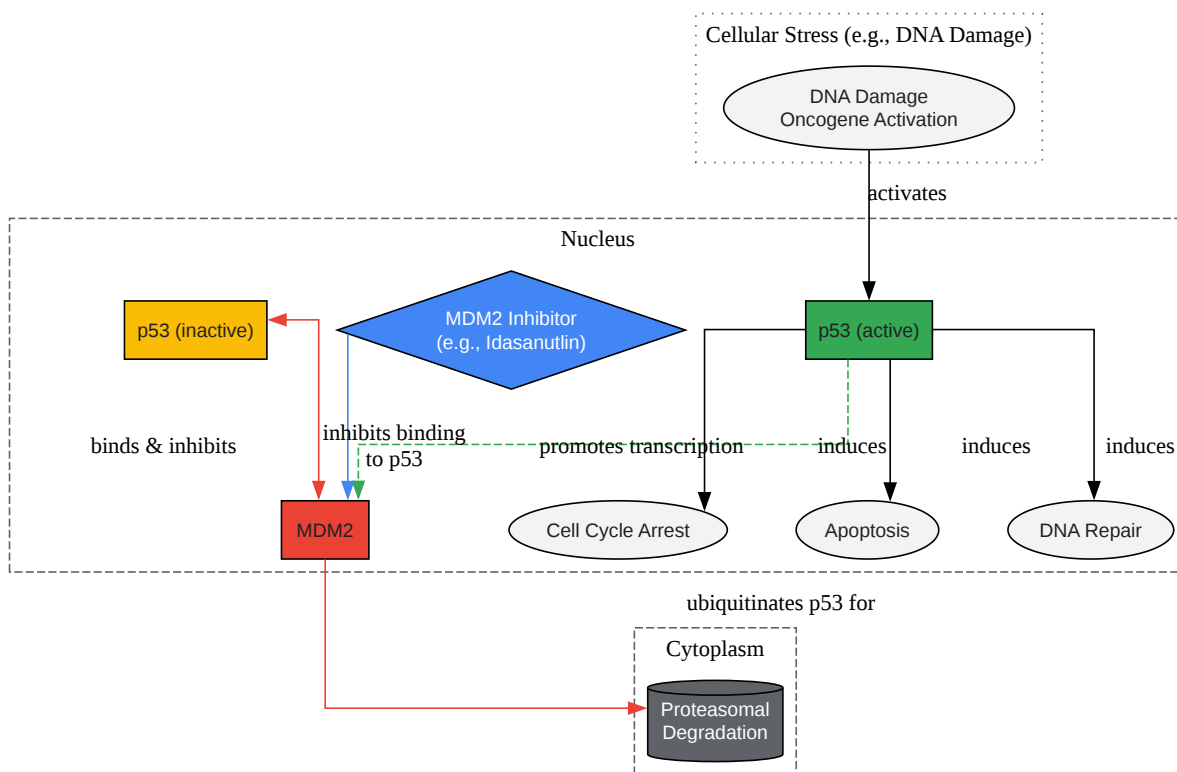 Cellular Stress (e.g., DNA Damage)
DNA Damage
Oncogene Activation
activates
Nucleus
p53 (inactive)
MDM2 Inhibitor
(e.g., Idasanutlin)
p53 (active)
binds & inhibits
inhibits binding
to p53
promotes transcription
induces
induces
induces
MDM2
Cell Cycle Arrest
Apoptosis
DNA Repair
ubiquitinates p53 for
Cytoplasm
Proteasomal
Degradation